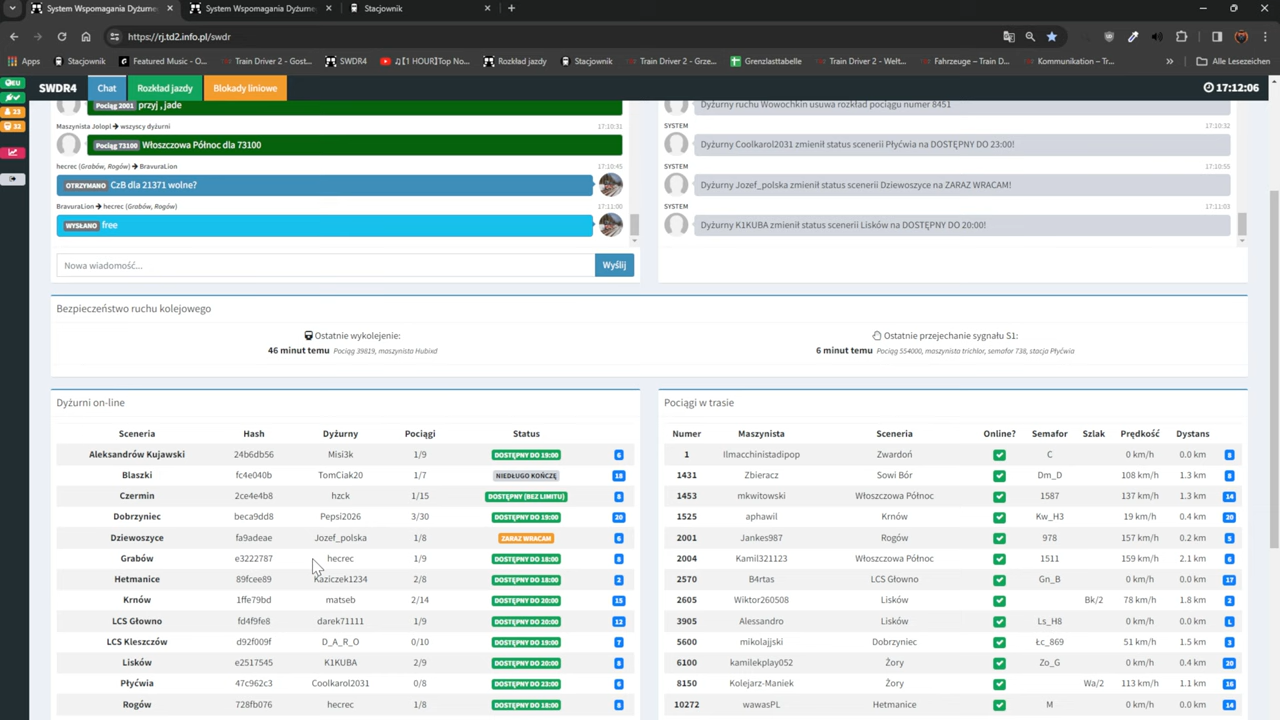 System Wspomagania Dyżurne
System Wspomagania Dyżurne
Stacjownik
https://rj.td2.info.pl/swdr
Apps
Stacjownik
Featured Music - O...
Train Driver 2 - Gost...
SWDR4
♫[1 HOUR]Top No...
Rozkład jazdy
Stacjownik
Train Driver 2 - Grze...
Grenzlasttabelle
Train Driver 2 - Welt...
Fahrzeuge – Train D...
Kommunikation – Tr...
Alle Lesezeichen
EU
23
32
SWDR4
Chat
Rozkład jazdy
Blokady liniowe
17:12:06
Pociąg 2001 przyj , jade
Maszynista Jolopl → wszyscy dyżurni 17:10:31
Pociąg 73100 Włoszczowa Północ dla 73100
hecrec (Grabów, Rogów) → BravuraLion 17:10:45
OTRZYMANO CzB dla 21371 wolne?
BravuraLion → hecrec (Grabów, Rogów) 17:11:00
WYSŁANO free
Nowa wiadomość...
Wyślij
Dyżurny ruchu Wowochkin usuwa rozkład pociągu numer 8451
SYSTEM 17:10:32
Dyżurny Coolkarol2031 zmienił status scenerii Płyćwia na DOSTĘPNY DO 23:00!
SYSTEM 17:10:55
Dyżurny Jozef_polska zmienił status scenerii Dziewoszyce na ZARAZ WRACAM!
SYSTEM 17:11:03
Dyżurny K1KUBA zmienił status scenerii Lisków na DOSTĘPNY DO 20:00!
Bezpieczeństwo ruchu kolejowego
Ostatnie wykolejenie:
46 minut temu Pociąg 39819, maszynista Hubixd
Ostatnie przejechanie sygnału S1:
6 minut temu Pociąg 554000, maszynista trichlor, semafor 738, stacja Płyćwia
Dyżurni on-line
Sceneria Hash Dyżurny Pociągi Status
Aleksandrów Kujawski 24b6db56 Misi3k 1/9 DOSTĘPNY DO 19:00 6
Blaszki fc4e040b TomCiak20 1/7 NIEDŁUGO KOŃCZĘ 18
Czermin 2ce4e4b8 hzck 1/15 DOSTĘPNY (BEZ LIMITU) 8
Dobrzyniec beca9dd8 Pepsi2026 3/30 DOSTĘPNY DO 19:00 20
Dziewoszyce fa9adeae Jozef_polska 1/8 ZARAZ WRACAM 6
Grabów e3222787 hecrec 1/9 DOSTĘPNY DO 18:00 8
Hetmanice 89fcee89 Kaziczek1234 2/8 DOSTĘPNY DO 18:00 2
Krnów 1ffe79bd matseb 2/14 DOSTĘPNY DO 20:00 15
LCS Głowno fd4f9fe8 darek71111 1/9 DOSTĘPNY DO 20:00 12
LCS Kleszczów d92f009f D_A_R_O 0/10 DOSTĘPNY DO 19:00 7
Lisków e2517545 K1KUBA 2/9 DOSTĘPNY DO 20:00 8
Płyćwia 47c962c3 Coolkarol2031 0/8 DOSTĘPNY DO 23:00 6
Rogów 728fb076 hecrec 1/8 DOSTĘPNY DO 18:00 8
Pociągi w trasie
Numer Maszynista Sceneria Online? Semafor Szlak Prędkość Dystans
1 Ilmacchinistadipop Zwardoń C 0 km/h 0.0 km 8
1431 Zbieracz Sowi Bór Dm_D 108 km/h 1.3 km 8
1453 mkwitowski Włoszczowa Północ 1587 137 km/h 1.3 km 14
1525 aphawil Krnów Kw_H3 19 km/h 0.4 km 20
2001 Jankes987 Rogów 978 157 km/h 0.2 km 5
2004 Kamil321123 Włoszczowa Północ 1511 159 km/h 2.1 km 6
2570 B4rtas LCS Głowno Gn_B 0 km/h 0.0 km 17
2605 Wiktor260508 Lisków Bk/2 78 km/h 1.8 km 2
3905 Alessandro Lisków Ls_H8 0 km/h 0.0 km L
5600 mikolajjski Dobrzyniec Łc_869 51 km/h 1.5 km 3
6100 kamilekplay052 Żory Zo_G 0 km/h 0.4 km 20
8150 Kolejarz-Maniek Żory Wa/2 113 km/h 1.1 km 16
10272 wawasPL Hetmanice M 0 km/h 0.0 km 14